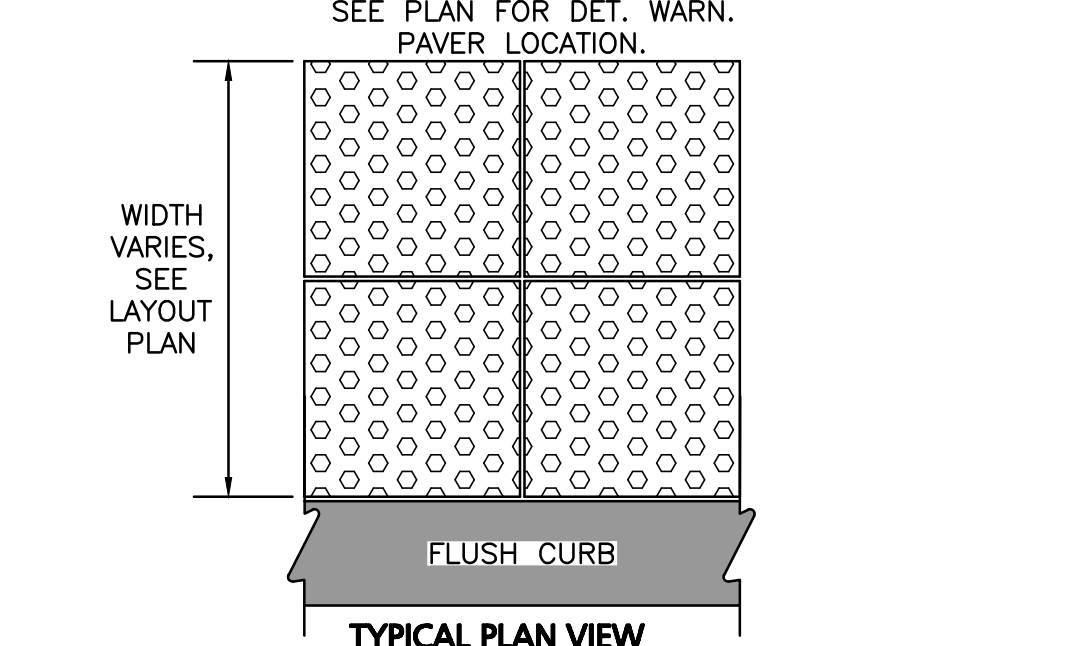 SEE PLAN FOR DET. WARN.
PAVER LOCATION.
WIDTH
VARIES,
SEE
LAYOUT
PLAN
FLUSH CURB
TYPICAL PLAN VIEW